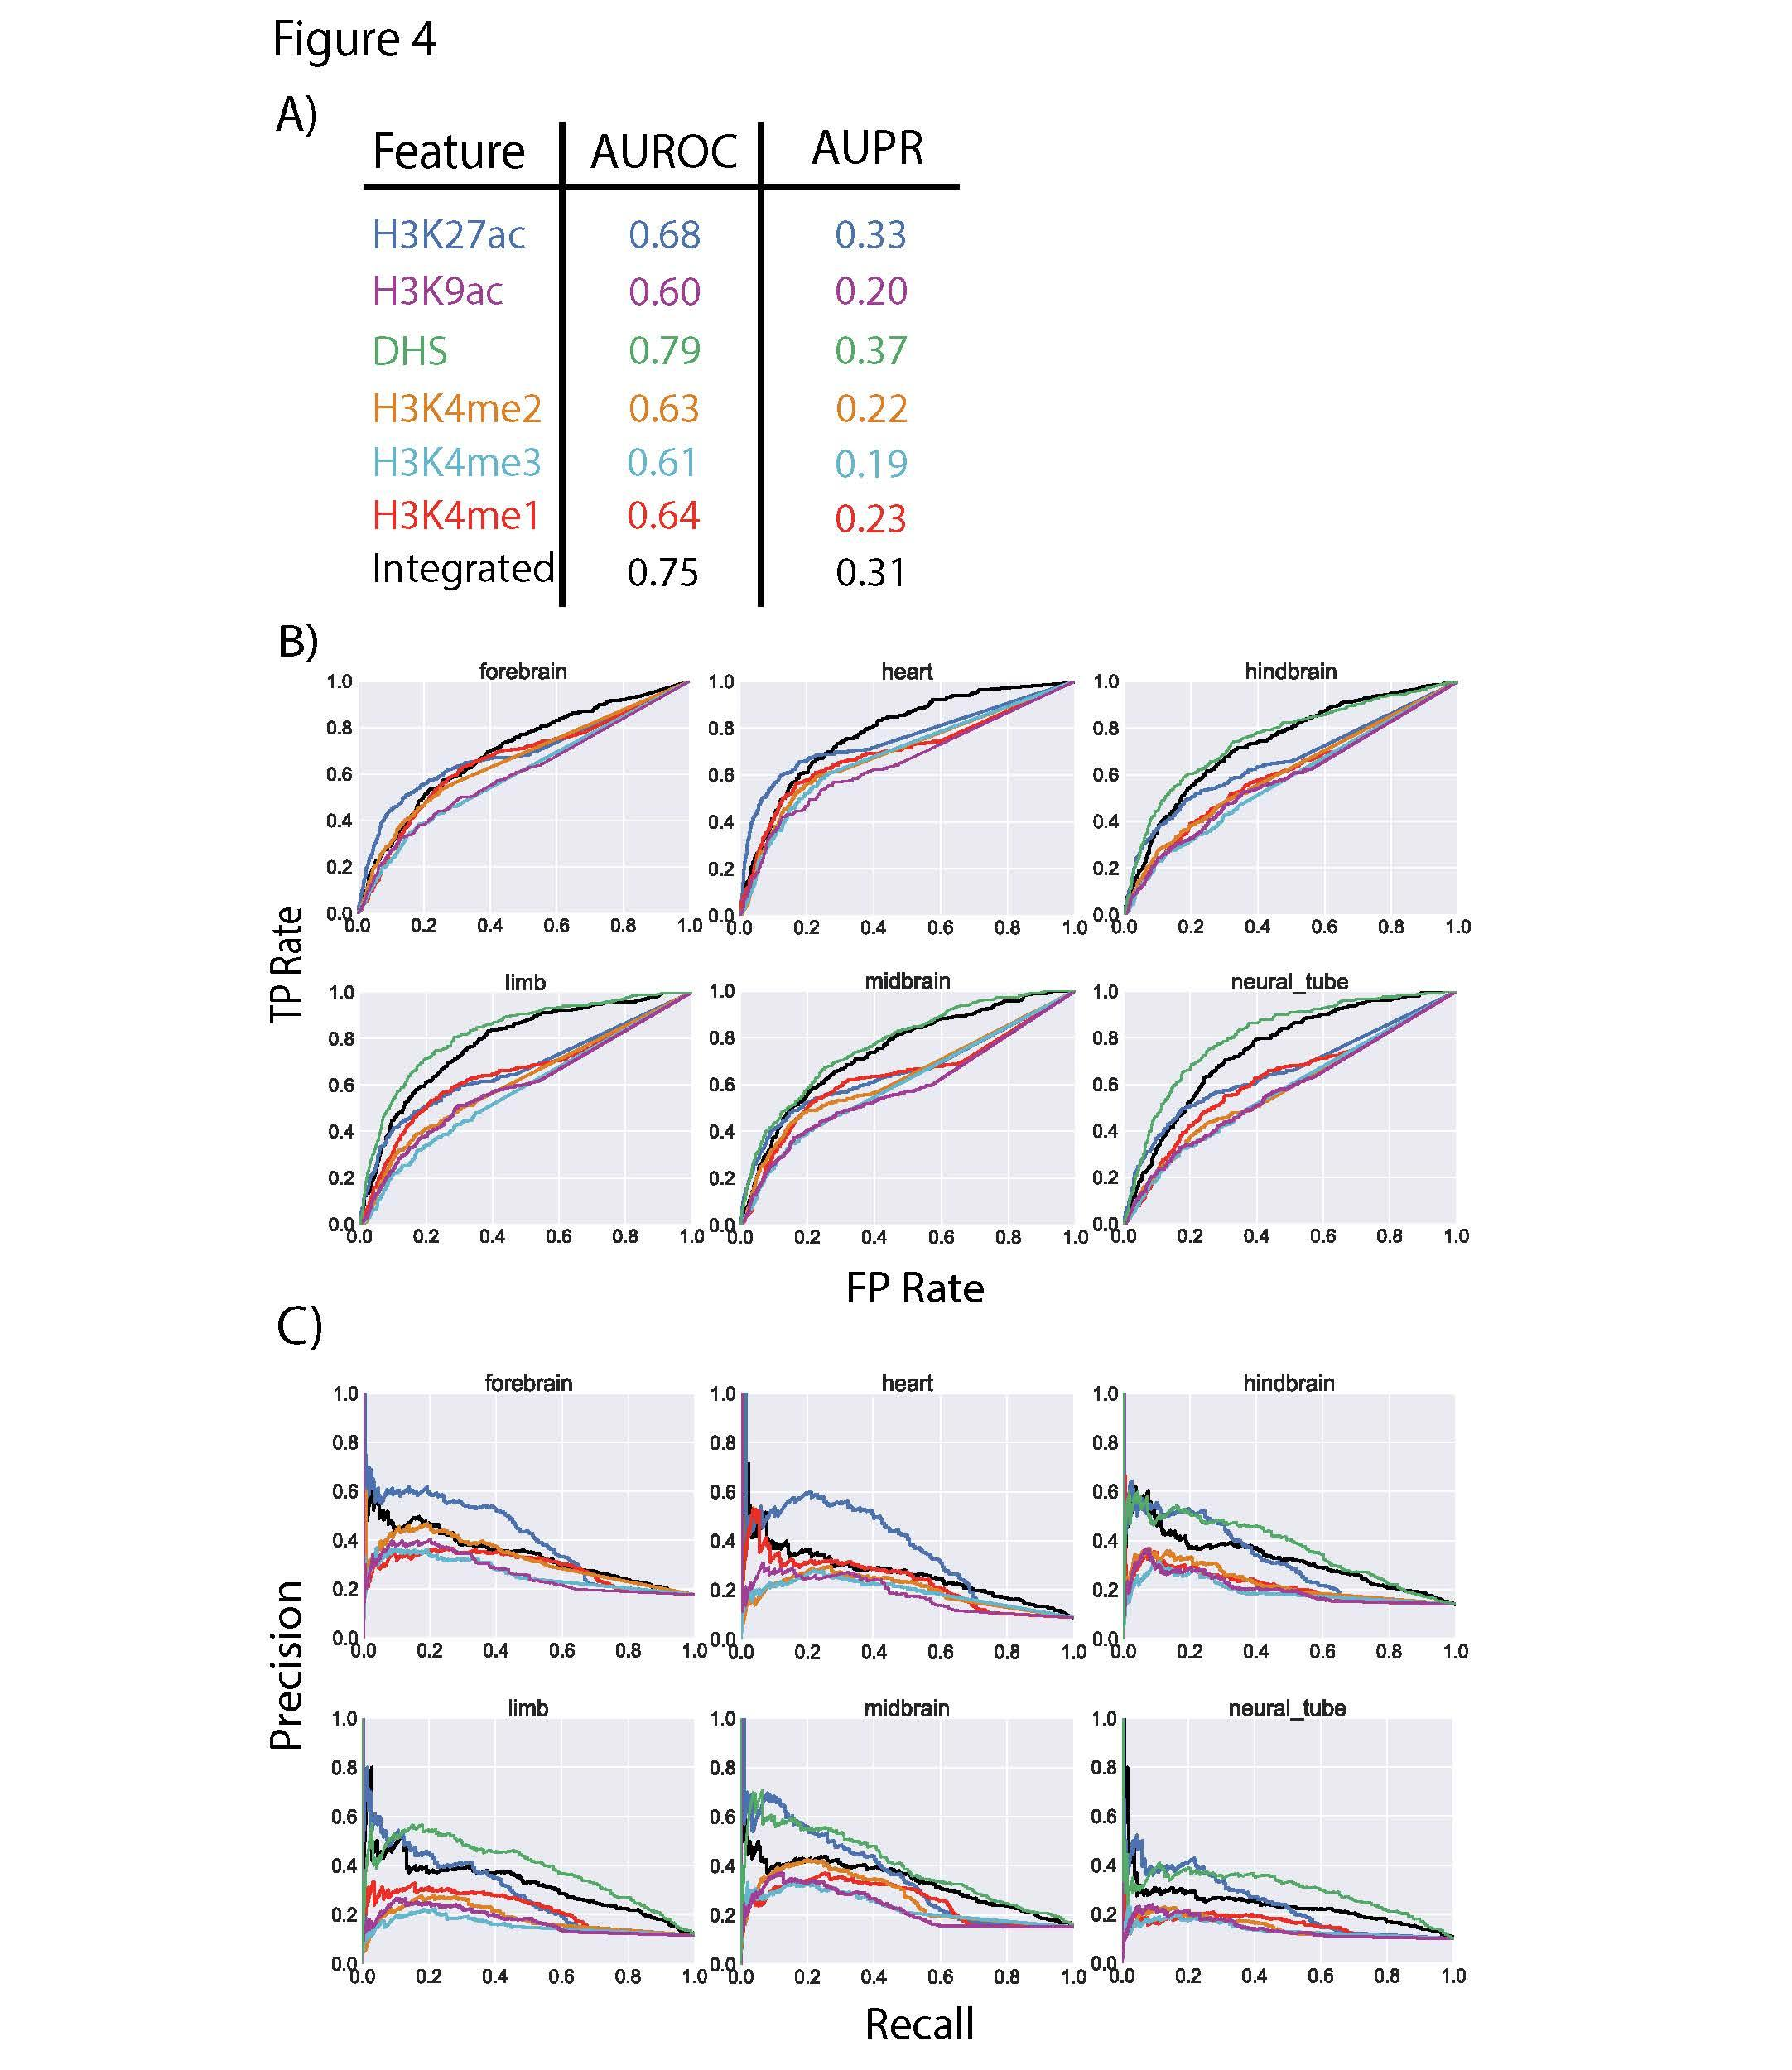 Figure 4
A)
Feature AUROC AUPR
H3K27ac 0.68 0.33
H3K9ac 0.60 0.20
DHS 0.79 0.37
H3K4me2 0.63 0.22
H3K4me3 0.61 0.19
H3K4me1 0.64 0.23
Integrated 0.75 0.31
B)
TP Rate
forebrain
1.0
0.8
0.6
0.4
0.2
0.0
0.0 0.2 0.4 0.6 0.8 1.0
heart
1.0
0.8
0.6
0.4
0.2
0.0
0.0 0.2 0.4 0.6 0.8 1.0
hindbrain
1.0
0.8
0.6
0.4
0.2
0.0
0.0 0.2 0.4 0.6 0.8 1.0
limb
1.0
0.8
0.6
0.4
0.2
0.0
0.0 0.2 0.4 0.6 0.8 1.0
midbrain
1.0
0.8
0.6
0.4
0.2
0.0
0.0 0.2 0.4 0.6 0.8 1.0
neural_tube
1.0
0.8
0.6
0.4
0.2
0.0
0.0 0.2 0.4 0.6 0.8 1.0
FP Rate
C)
Precision
forebrain
1.0
0.8
0.6
0.4
0.2
0.0
0.0 0.2 0.4 0.6 0.8 1.0
heart
1.0
0.8
0.6
0.4
0.2
0.0
0.0 0.2 0.4 0.6 0.8 1.0
hindbrain
1.0
0.8
0.6
0.4
0.2
0.0
0.0 0.2 0.4 0.6 0.8 1.0
limb
1.0
0.8
0.6
0.4
0.2
0.0
0.0 0.2 0.4 0.6 0.8 1.0
midbrain
1.0
0.8
0.6
0.4
0.2
0.0
0.0 0.2 0.4 0.6 0.8 1.0
neural_tube
1.0
0.8
0.6
0.4
0.2
0.0
0.0 0.2 0.4 0.6 0.8 1.0
Recall